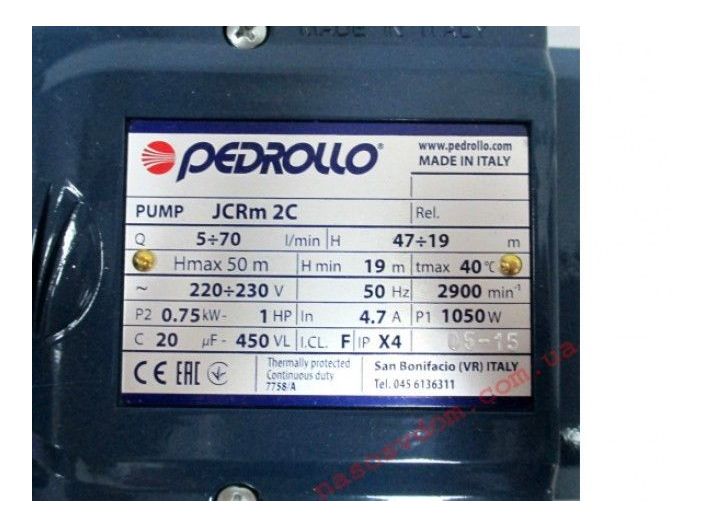 MADE IN ITALY
PEDROLLO®
www.pedrollo.com
MADE IN ITALY
PUMP JCRm 2C Rel.
Q 5÷70 l/min H 47÷19 m
Hmax 50 m H min 19 m tmax 40 °C
~ 220÷230 V 50 Hz 2900 min-1
P2 0.75 kW- 1 HP In 4.7 A P1 1050 W
C 20 µF - 450 VL I.CL. F IP X4 05-15
CE EAC
Thermally protected
Continuous duty
7758/A
San Bonifacio (VR) ITALY
Tel. 045 6136311
nasosvdom.com.ua